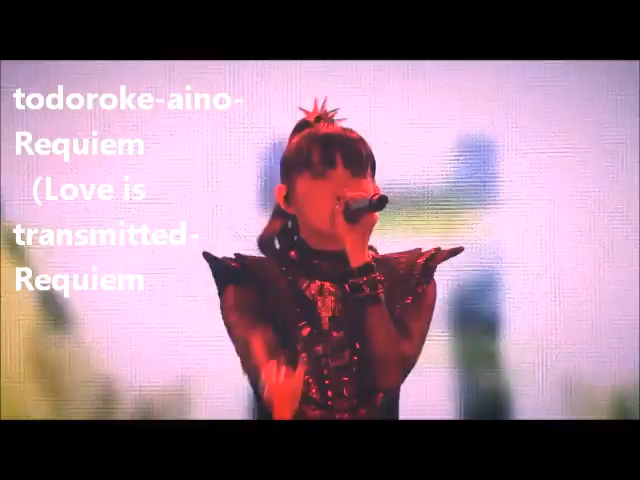 todoroke-aino-
Requiem
(Love is
transmitted-
Requiem